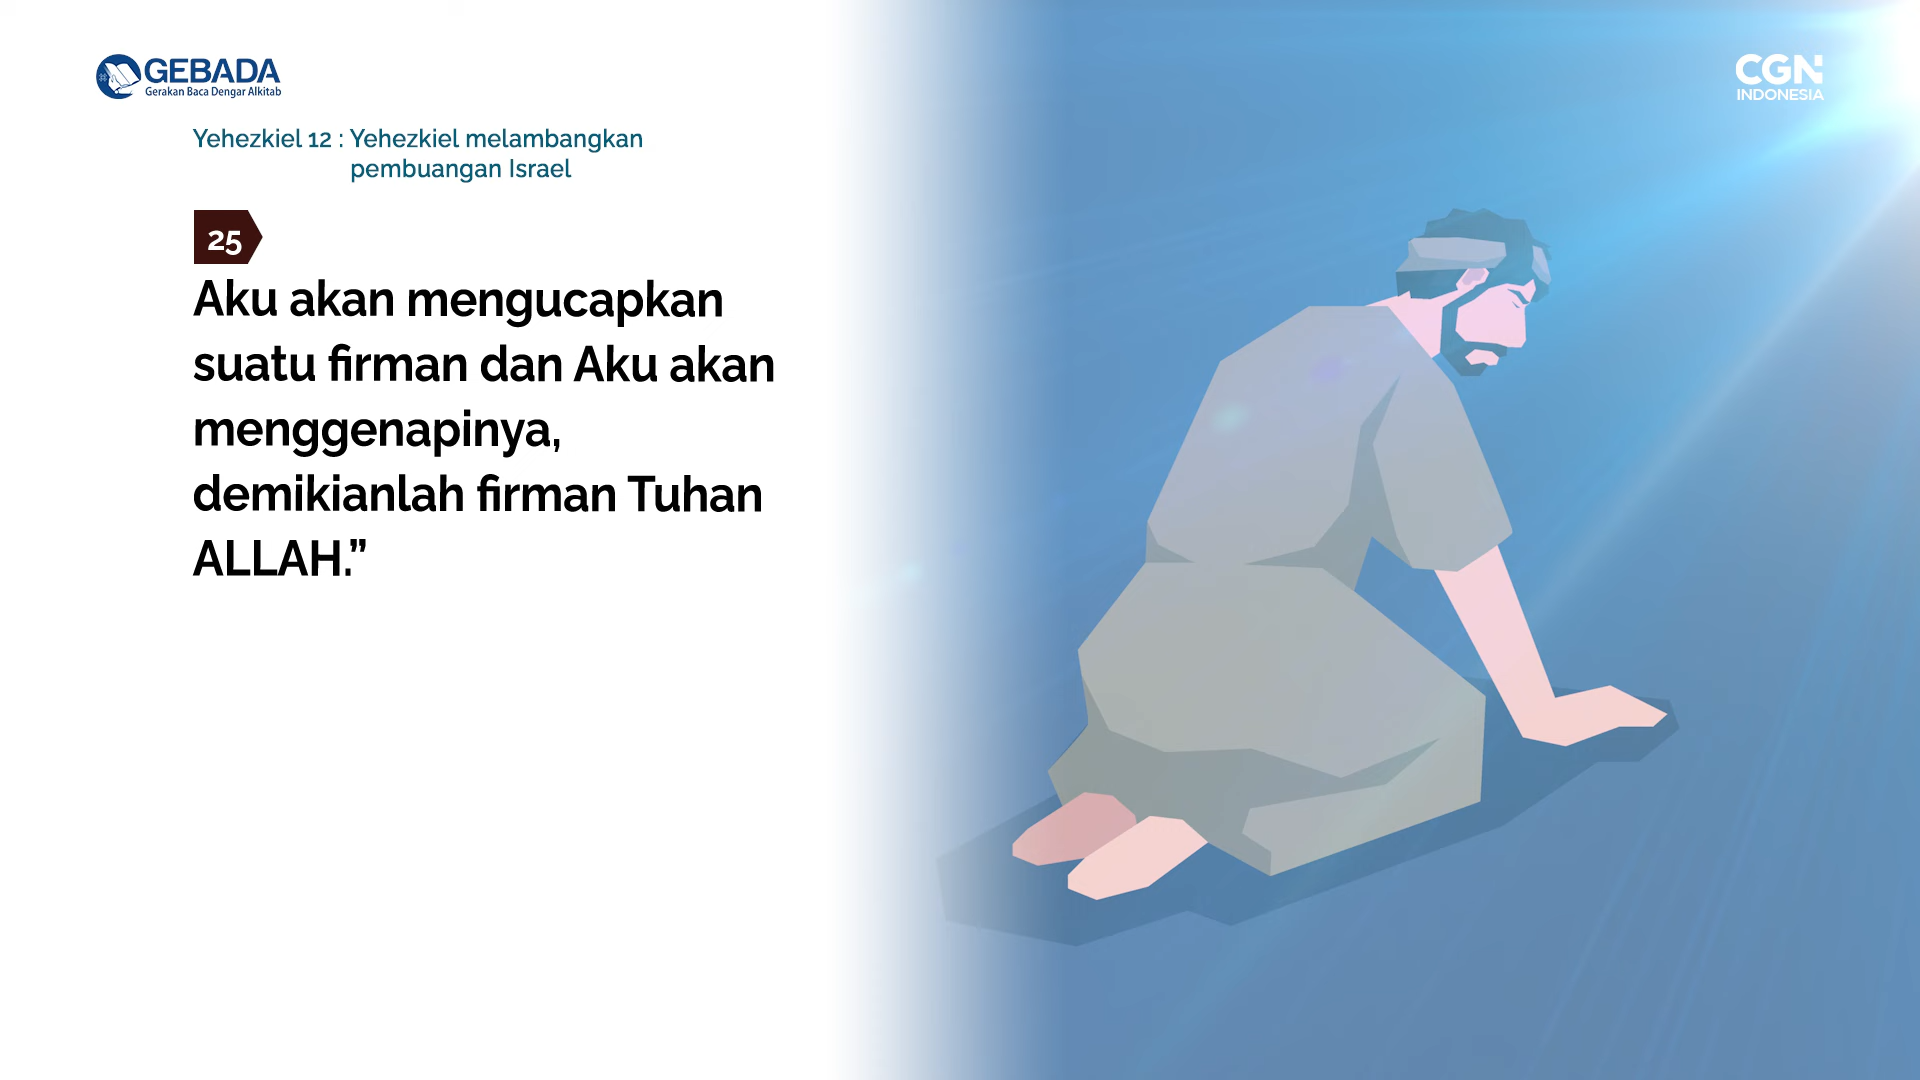 GEBADA
Gerakan Baca Dengar Alkitab
CGN
INDONESIA
Yehezkiel 12 : Yehezkiel melambangkan
pembuangan Israel
25
Aku akan mengucapkan
suatu firman dan Aku akan
menggenapinya,
demikianlah firman Tuhan
ALLAH.”